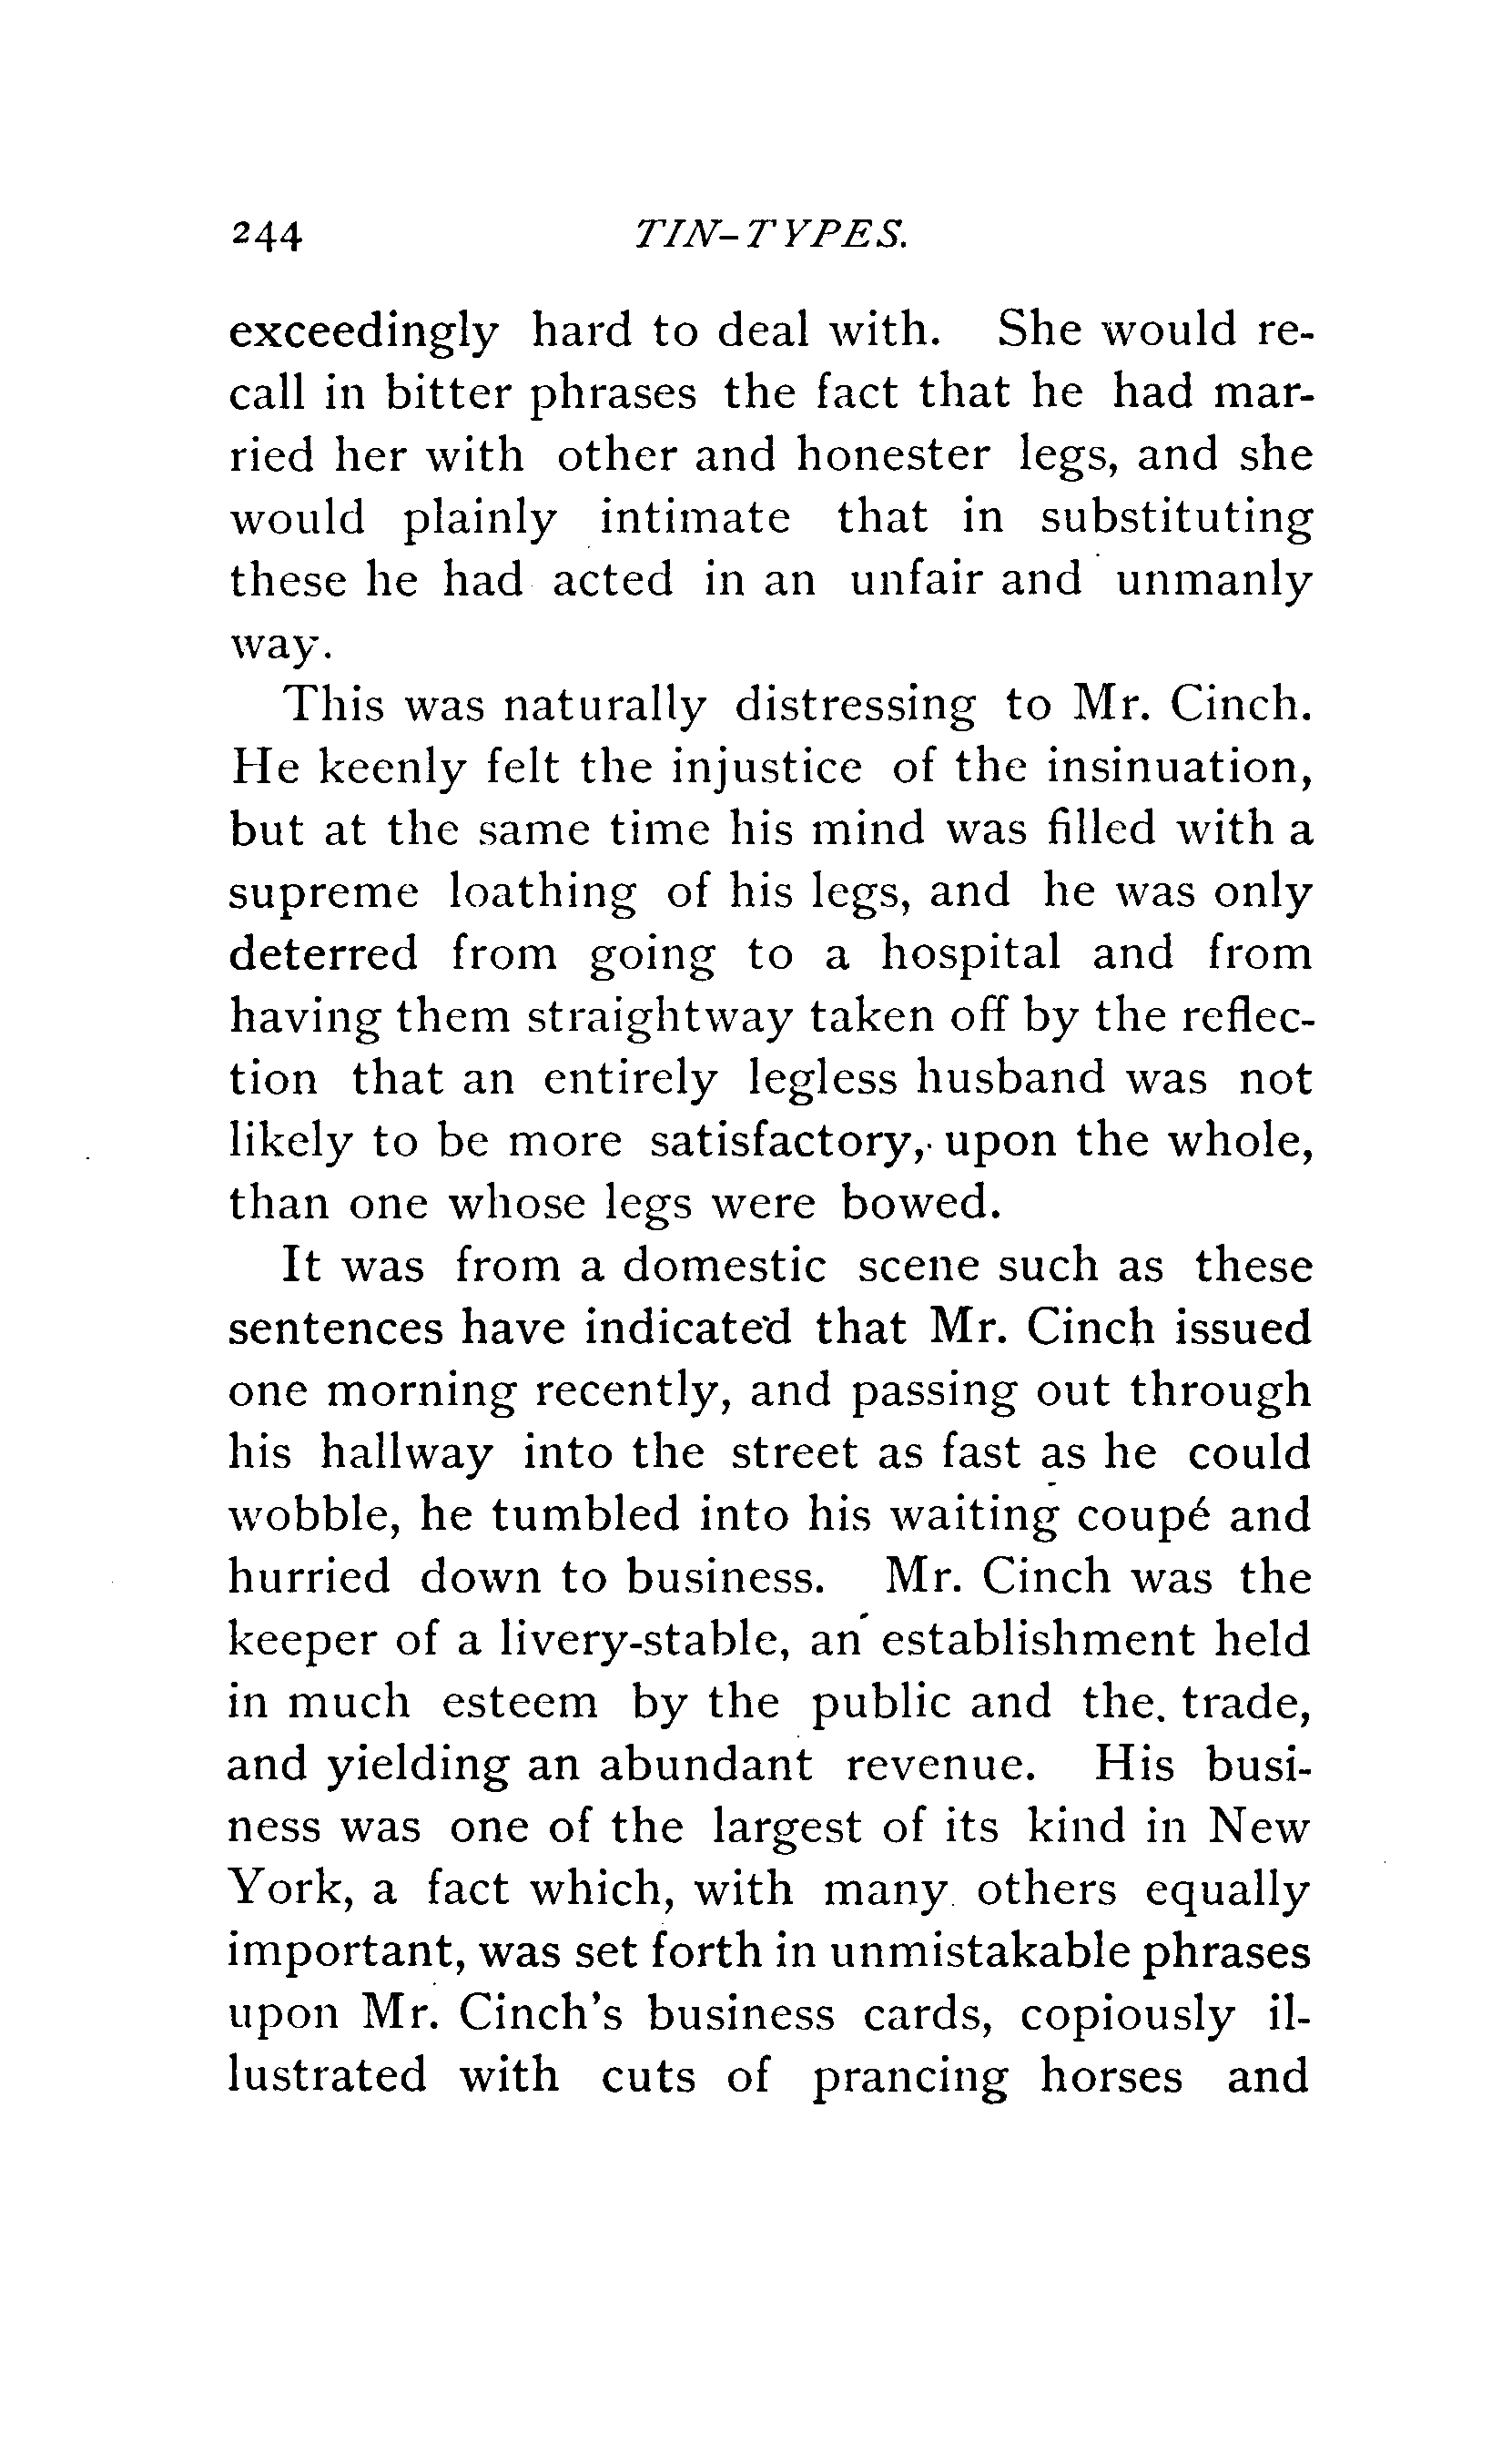 244 TIN-TYPES.
exceedingly hard to deal with. She would re-
call in bitter phrases the fact that he had mar-
ried her with other and honester legs, and she
would plainly intimate that in substituting
these he had acted in an unfair and unmanly
way.
This was naturally distressing to Mr. Cinch.
He keenly felt the injustice of the insinuation,
but at the same time his mind was filled with a
supreme loathing of his legs, and he was only
deterred from going to a hospital and from
having them straightway taken off by the reflec-
tion that an entirely legless husband was not
likely to be more satisfactory, upon the whole,
than one whose legs were bowed.
It was from a domestic scene such as these
sentences have indicated that Mr. Cinch issued
one morning recently, and passing out through
his hallway into the street as fast as he could
wobble, he tumbled into his waiting coupé and
hurried down to business. Mr. Cinch was the
keeper of a livery-stable, an establishment held
in much esteem by the public and the. trade,
and yielding an abundant revenue. His busi-
ness was one of the largest of its kind in New
York, a fact which, with many others equally
important, was set forth in unmistakable phrases
upon Mr. Cinch's business cards, copiously il-
lustrated with cuts of prancing horses and